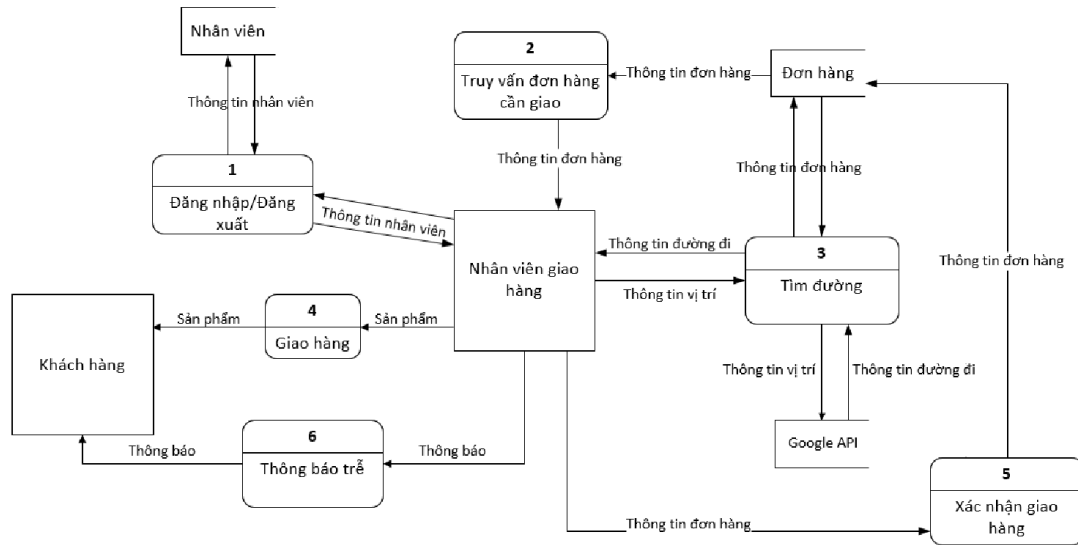 Nhân viên
2
Truy vấn đơn hàng
cần giao
Thông tin đơn hàng
Đơn hàng
Thông tin nhân viên
1
Đăng nhập/Đăng
xuất
Thông tin đơn hàng
Thông tin đơn hàng
Thông tin nhân viên
Nhân viên giao
hàng
Thông tin đường đi
3
Tìm đường
Thông tin đơn hàng
Thông tin vị trí
Khách hàng
Sản phẩm
4
Giao hàng
Sản phẩm
Thông tin vị trí
Thông tin đường đi
Thông báo
6
Thông báo trễ
Thông báo
Google API
5
Xác nhận giao
hàng
Thông tin đơn hàng